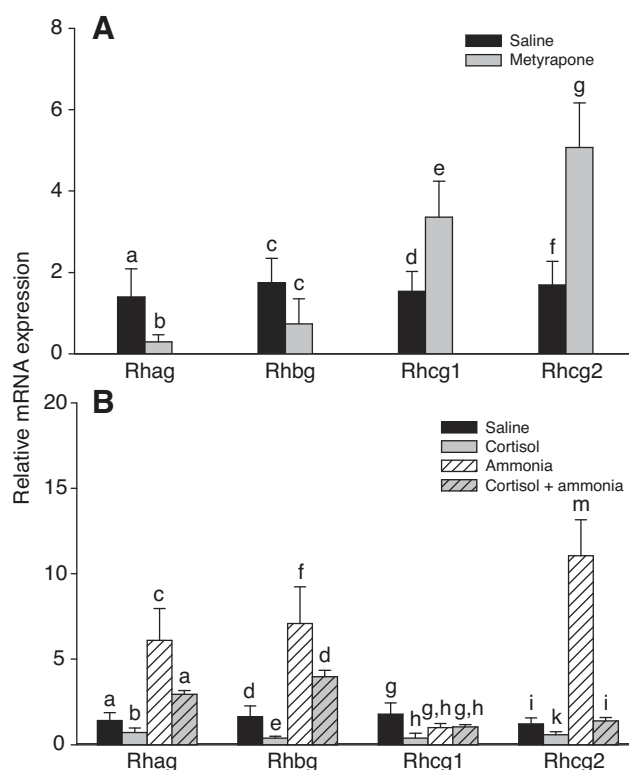 A
Saline
Metyrapone
8
6
4
2
0
a
b
c
c
d
e
f
g
Rhag
Rhbg
Rhcg1
Rhcg2
Relative mRNA expression
B
Saline
Cortisol
Ammonia
Cortisol + ammonia
20
15
10
5
0
a
b
c
a
d
e
f
d
g
h
g,h
g,h
i
k
m
i
Rhag
Rhbg
Rhcg1
Rhcg2